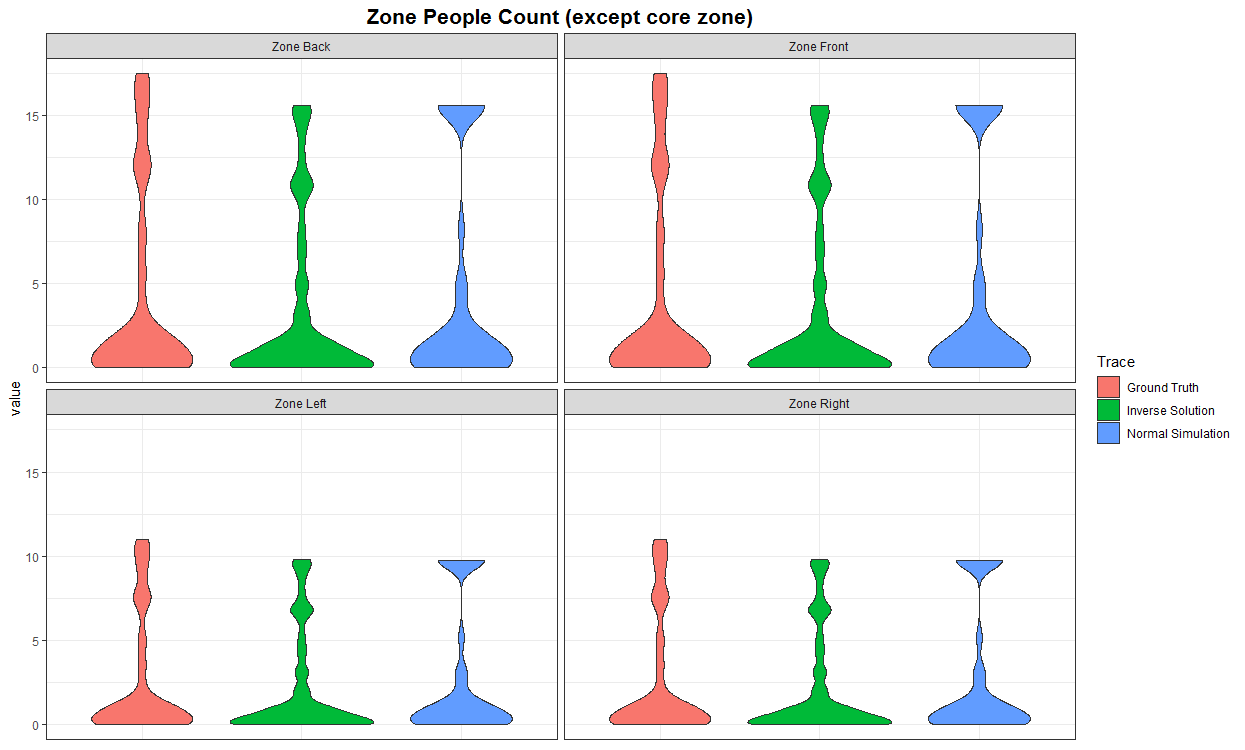 Zone People Count (except core zone)
Zone Back
Zone Front
15
10
5
0
Zone Left
Zone Right
15
10
5
0
value
Trace
Ground Truth
Inverse Solution
Normal Simulation